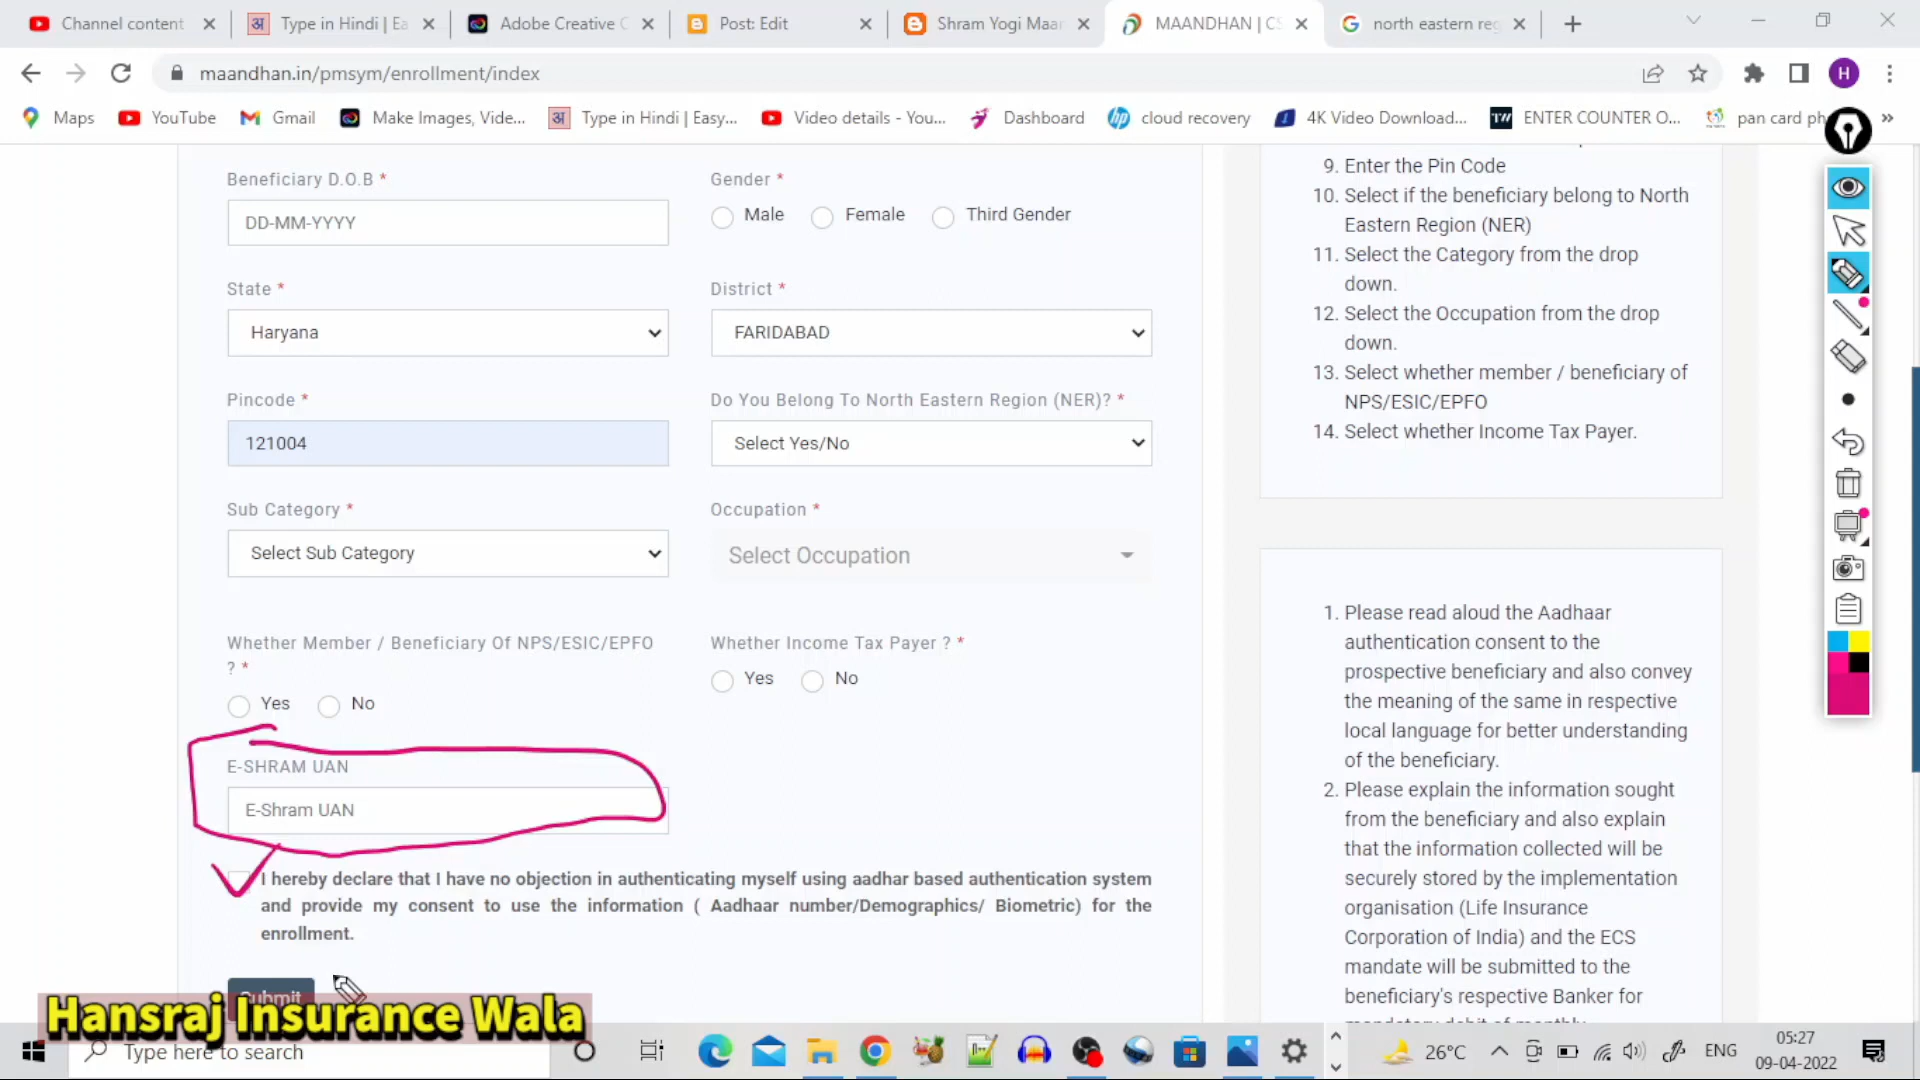 Channel content
Type in Hindi | Ea
Adobe Creative C
Post: Edit
Shram Yogi Maan
MAANDHAN | CS
north eastern reg
maandhan.in/pmsym/enrollment/index
H
Maps
YouTube
Gmail
Make Images, Vide...
Type in Hindi | Easy...
Video details - You...
Dashboard
cloud recovery
4K Video Download...
ENTER COUNTER O...
pan card ph
Beneficiary D.O.B *
DD-MM-YYYY
Gender *
Male
Female
Third Gender
State *
Haryana
District *
FARIDABAD
Pincode *
121004
Do You Belong To North Eastern Region (NER)? *
Select Yes/No
Sub Category *
Select Sub Category
Occupation *
Select Occupation
Whether Member / Beneficiary Of NPS/ESIC/EPFO
? *
Yes
No
Whether Income Tax Payer ? *
Yes
No
E-SHRAM UAN
E-Shram UAN
I hereby declare that I have no objection in authenticating myself using aadhar based authentication system
and provide my consent to use the information ( Aadhaar number/Demographics/ Biometric) for the
enrollment.
Submit
9. Enter the Pin Code
10. Select if the beneficiary belong to North
Eastern Region (NER)
11. Select the Category from the drop
down.
12. Select the Occupation from the drop
down.
13. Select whether member / beneficiary of
NPS/ESIC/EPFO
14. Select whether Income Tax Payer.
1. Please read aloud the Aadhaar
authentication consent to the
prospective beneficiary and also convey
the meaning of the same in respective
local language for better understanding
of the beneficiary.
2. Please explain the information sought
from the beneficiary and also explain
that the information collected will be
securely stored by the implementation
organisation (Life Insurance
Corporation of India) and the ECS
mandate will be submitted to the
beneficiary's respective Banker for
Hansraj Insurance Wala
Type here to search
26°C
ENG
05:27
09-04-2022